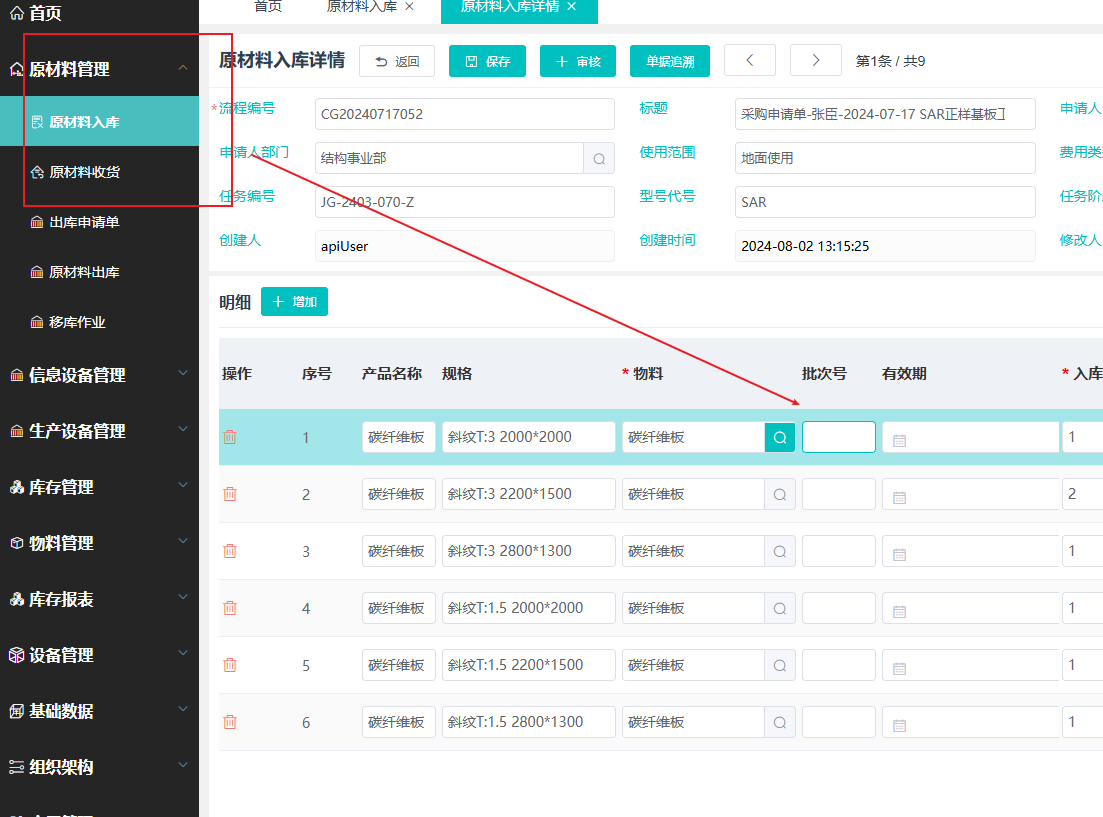 首页
原材料管理
原材料入库
原材料收货
出库申请单
原材料出库
移库作业
信息设备管理
生产设备管理
库存管理
物料管理
库存报表
设备管理
基础数据
组织架构
首页 原材料入库 × 原材料入库详情 ×
原材料入库详情 返回 保存 审核 单据追溯 第1条 / 共9
*流程编号 CG20240717052 标题 采购申请单-张臣-2024-07-17 SAR正样基板工 申请人
申请人部门 结构事业部 使用范围 地面使用 费用类
任务编号 JG-2403-070-Z 型号代号 SAR 任务阶
创建人 apiUser 创建时间 2024-08-02 13:15:25 修改人
明细 增加
操作 序号 产品名称 规格 * 物料 批次号 有效期 * 入库
1 碳纤维板 斜纹T:3 2000*2000 碳纤维板 1
2 碳纤维板 斜纹T:3 2200*1500 碳纤维板 2
3 碳纤维板 斜纹T:3 2800*1300 碳纤维板 1
4 碳纤维板 斜纹T:1.5 2000*2000 碳纤维板 1
5 碳纤维板 斜纹T:1.5 2200*1500 碳纤维板 1
6 碳纤维板 斜纹T:1.5 2800*1300 碳纤维板 1